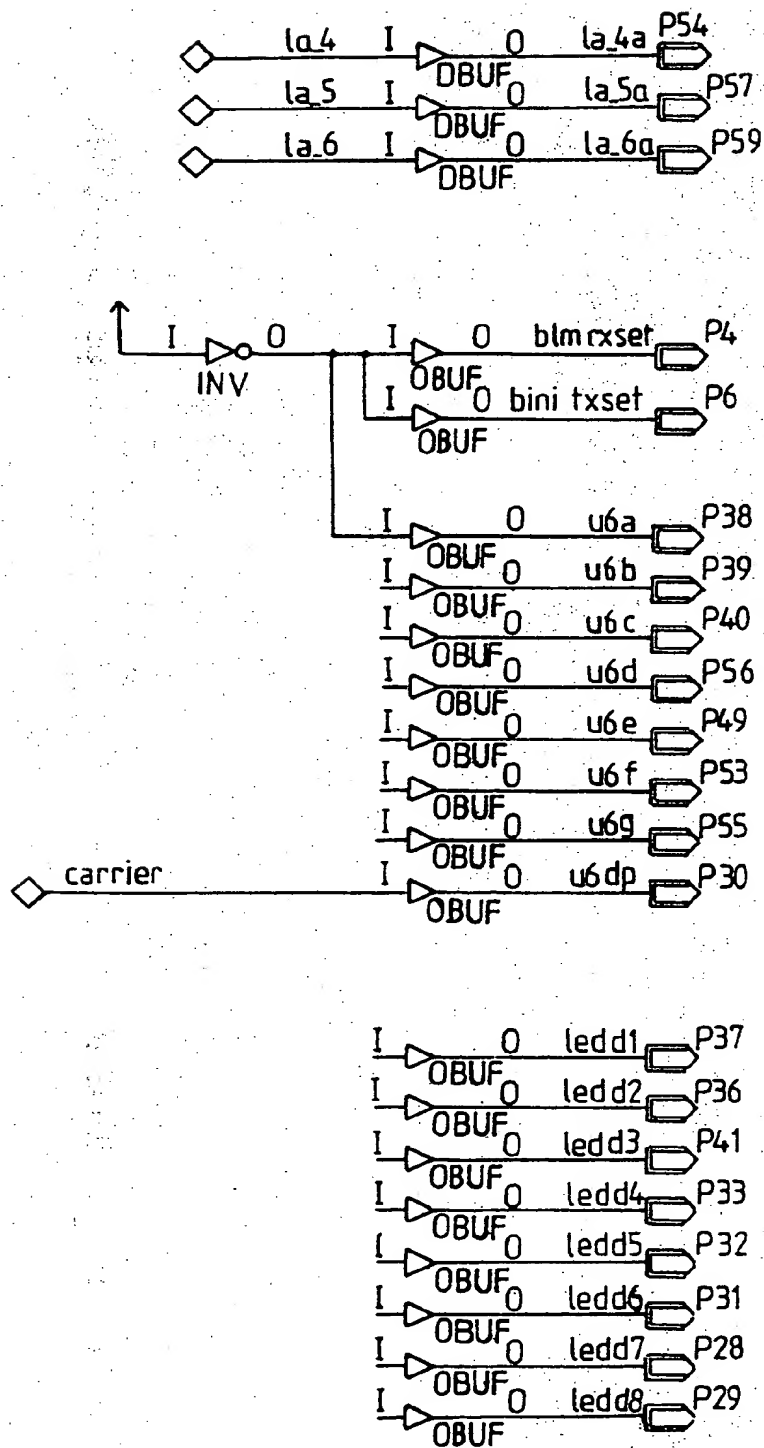 la_4 I O la_4a P54
DBUF
la_5 I O la_5a P57
DBUF
la_6 I O la_6a P59
DBUF
I O I O blm rxset P4
INV OBUF
I O bini txset P6
OBUF
I O u6a P38
OBUF
I O u6b P39
OBUF
I O u6c P40
OBUF
I O u6d P56
OBUF
I O u6e P49
OBUF
I O u6f P53
OBUF
I O u6g P55
OBUF
carrier I O u6dp P30
OBUF
I O ledd1 P37
OBUF
I O ledd2 P36
OBUF
I O ledd3 P41
OBUF
I O ledd4 P33
OBUF
I O ledd5 P32
OBUF
I O ledd6 P31
OBUF
I O ledd7 P28
OBUF
I O ledd8 P29
OBUF